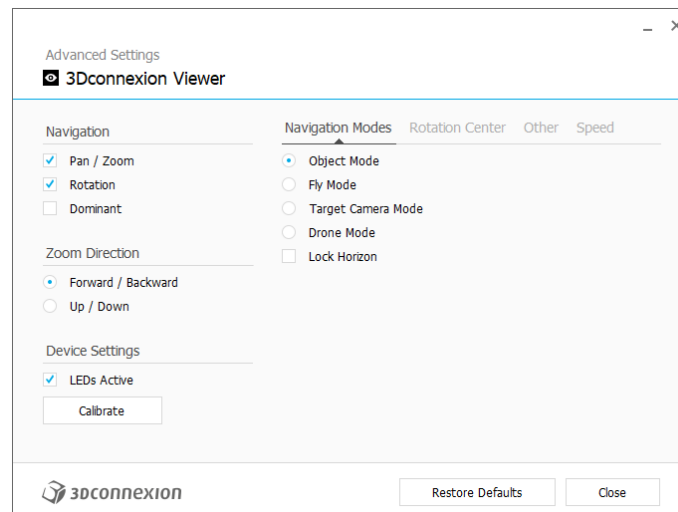 Advanced Settings
3Dconnexion Viewer
Navigation
Pan / Zoom
Rotation
Dominant
Zoom Direction
Forward / Backward
Up / Down
Device Settings
LEDs Active
Calibrate
Navigation Modes Rotation Center Other Speed
Object Mode
Fly Mode
Target Camera Mode
Drone Mode
Lock Horizon
3Dconnexion
Restore Defaults Close